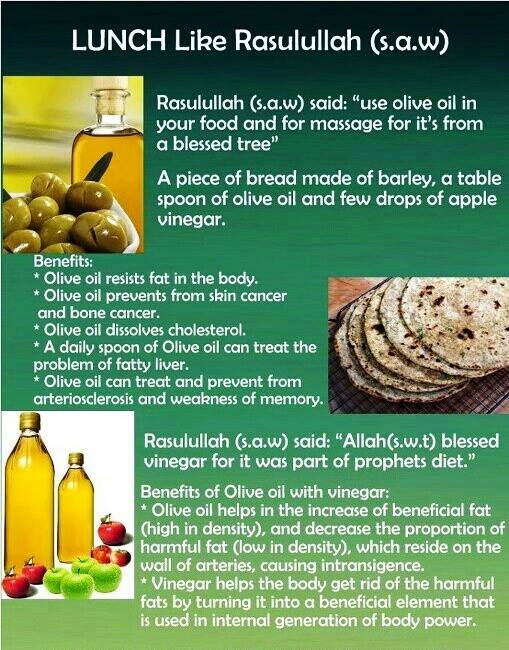 LUNCH Like Rasulullah (s.a.w)
Rasulullah (s.a.w) said: “use olive oil in
your food and for massage for it’s from
a blessed tree”
A piece of bread made of barley, a table
spoon of olive oil and few drops of apple
vinegar.
Benefits:
* Olive oil resists fat in the body.
* Olive oil prevents from skin cancer
and bone cancer.
* Olive oil dissolves cholesterol.
* A daily spoon of Olive oil can treat the
problem of fatty liver.
* Olive oil can treat and prevent from
arteriosclerosis and weakness of memory.
Rasulullah (s.a.w) said: “Allah(s.w.t) blessed
vinegar for it was part of prophets diet.”
Benefits of Olive oil with vinegar:
* Olive oil helps in the increase of beneficial fat
(high in density), and decrease the proportion of
harmful fat (low in density), which reside on the
wall of arteries, causing intransigence.
* Vinegar helps the body get rid of the harmful
fats by turning it into a beneficial element that
is used in internal generation of body power.